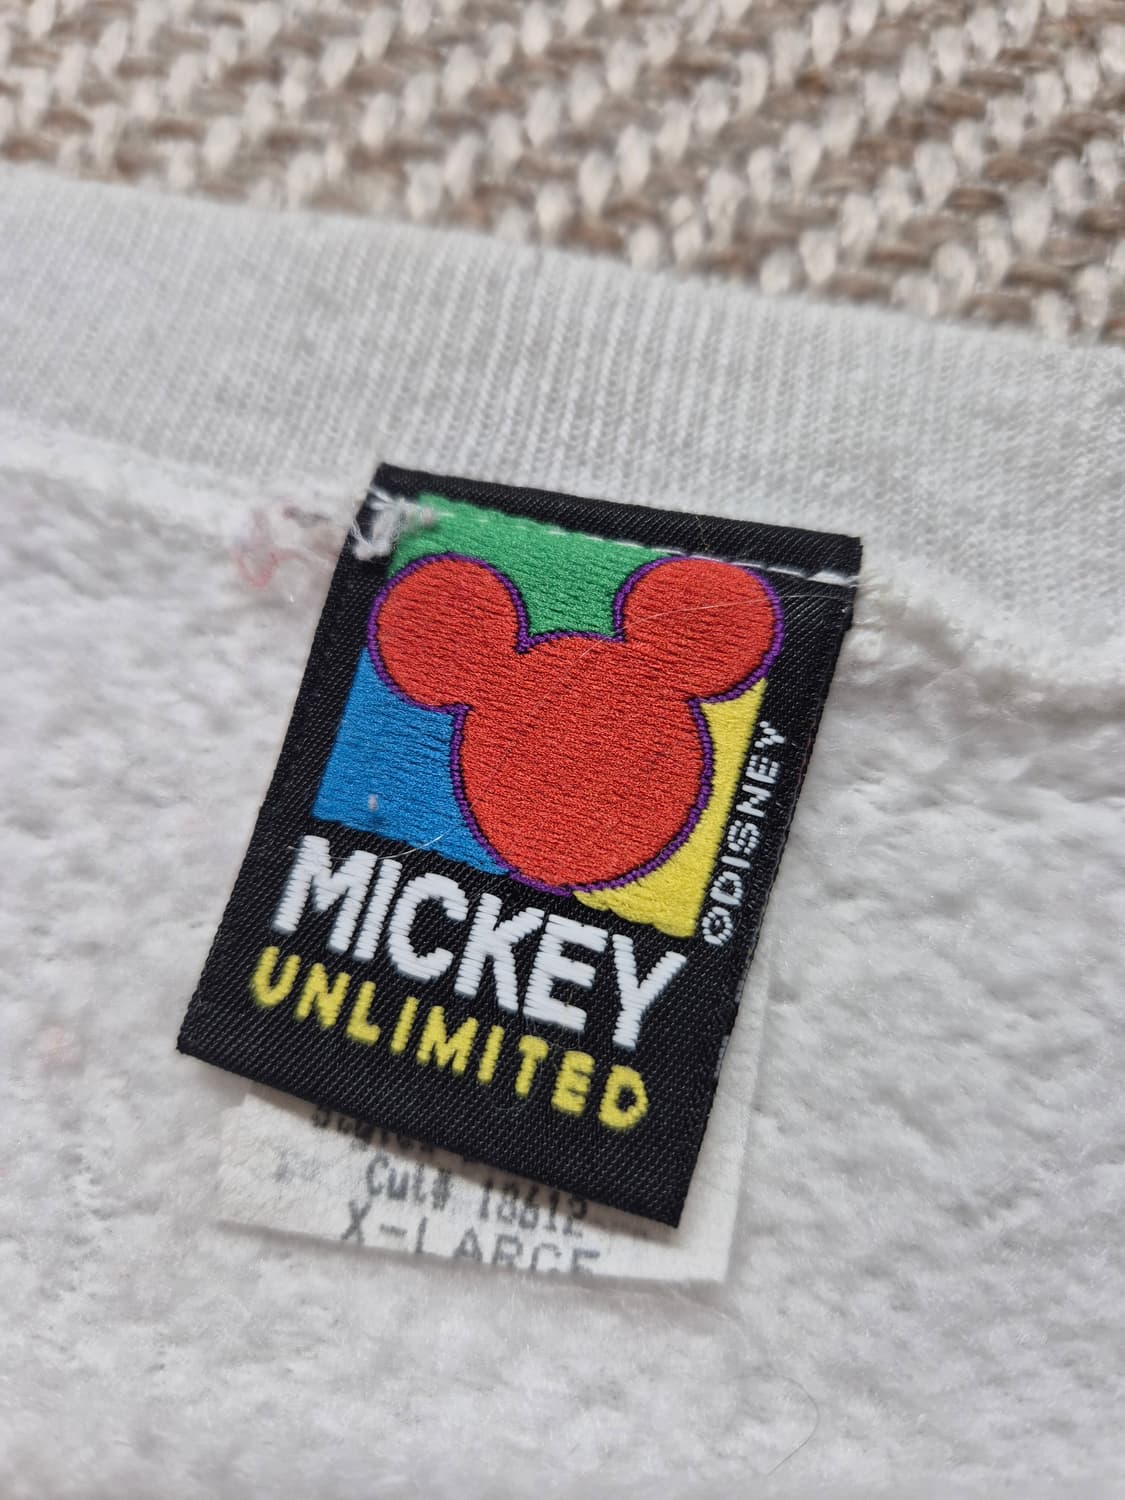 ©DISNEY
MICKEY
UNLIMITED
Cut# 18612
X-LARGE